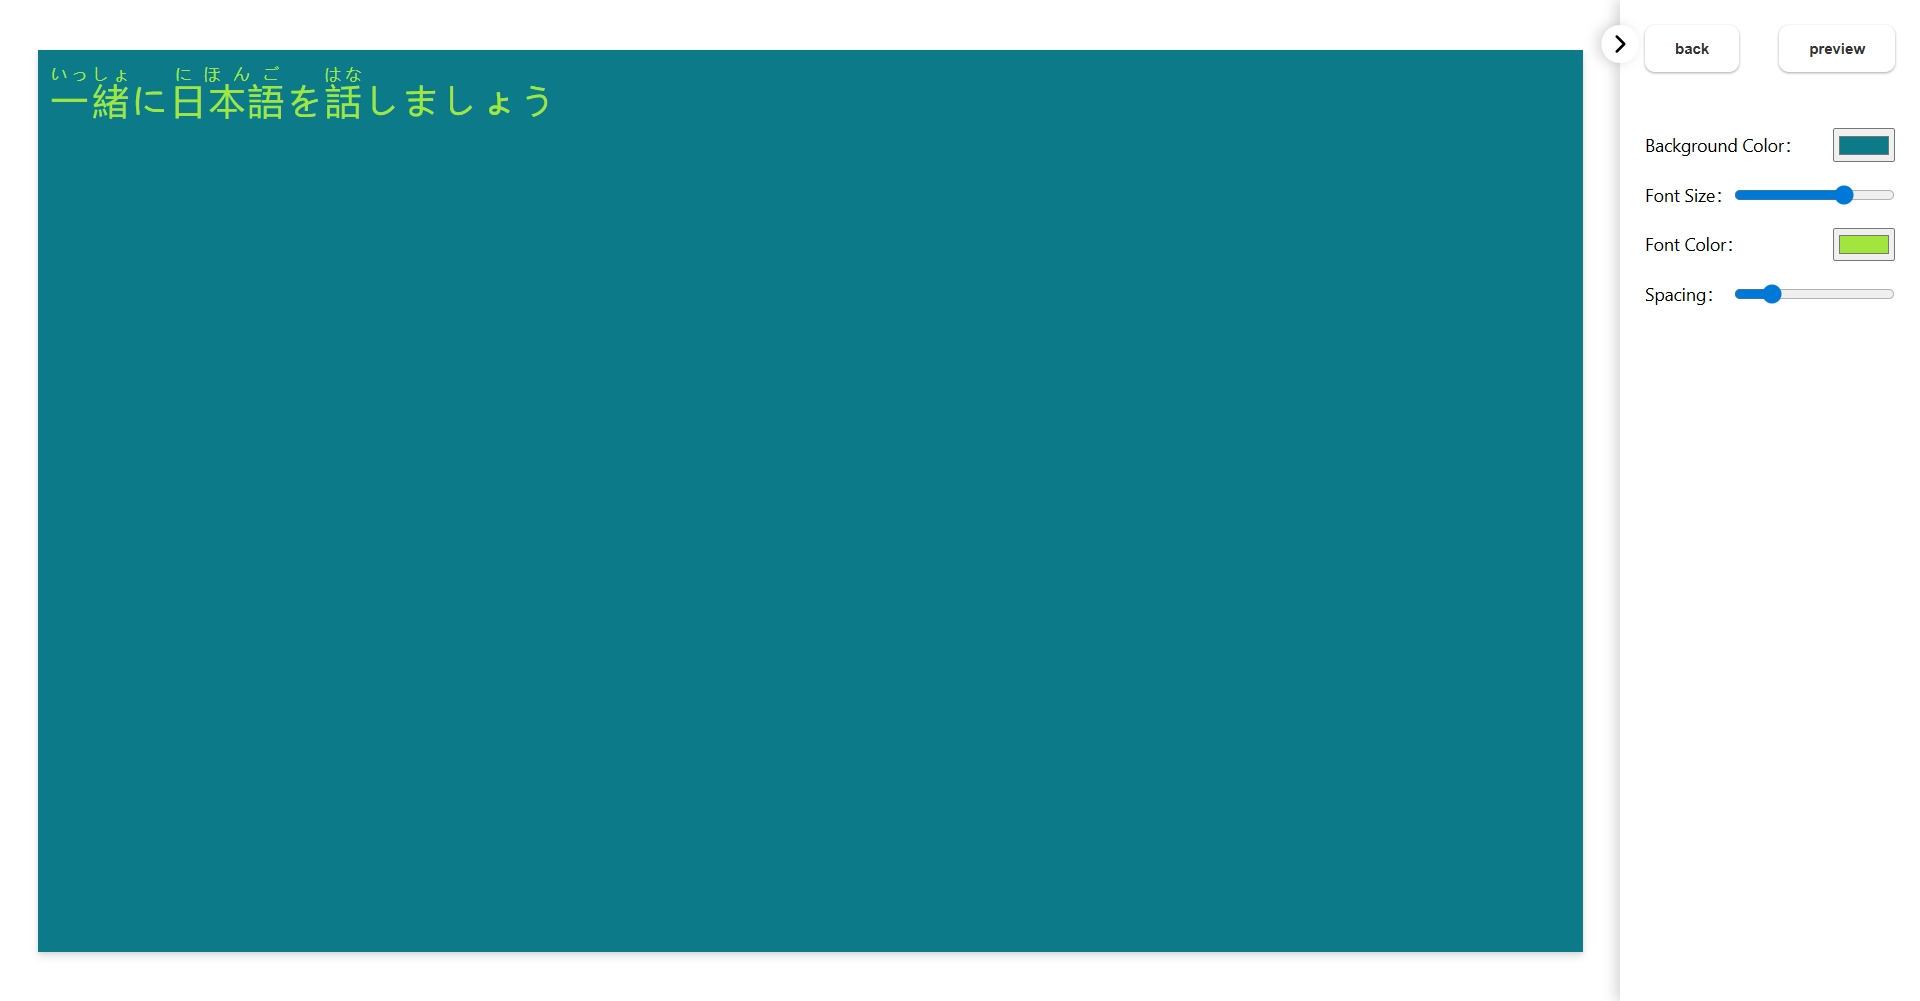 いっしょ にほんご はな
一緒に日本語を話しましょう
back
preview
Background Color:
Font Size:
Font Color:
Spacing: